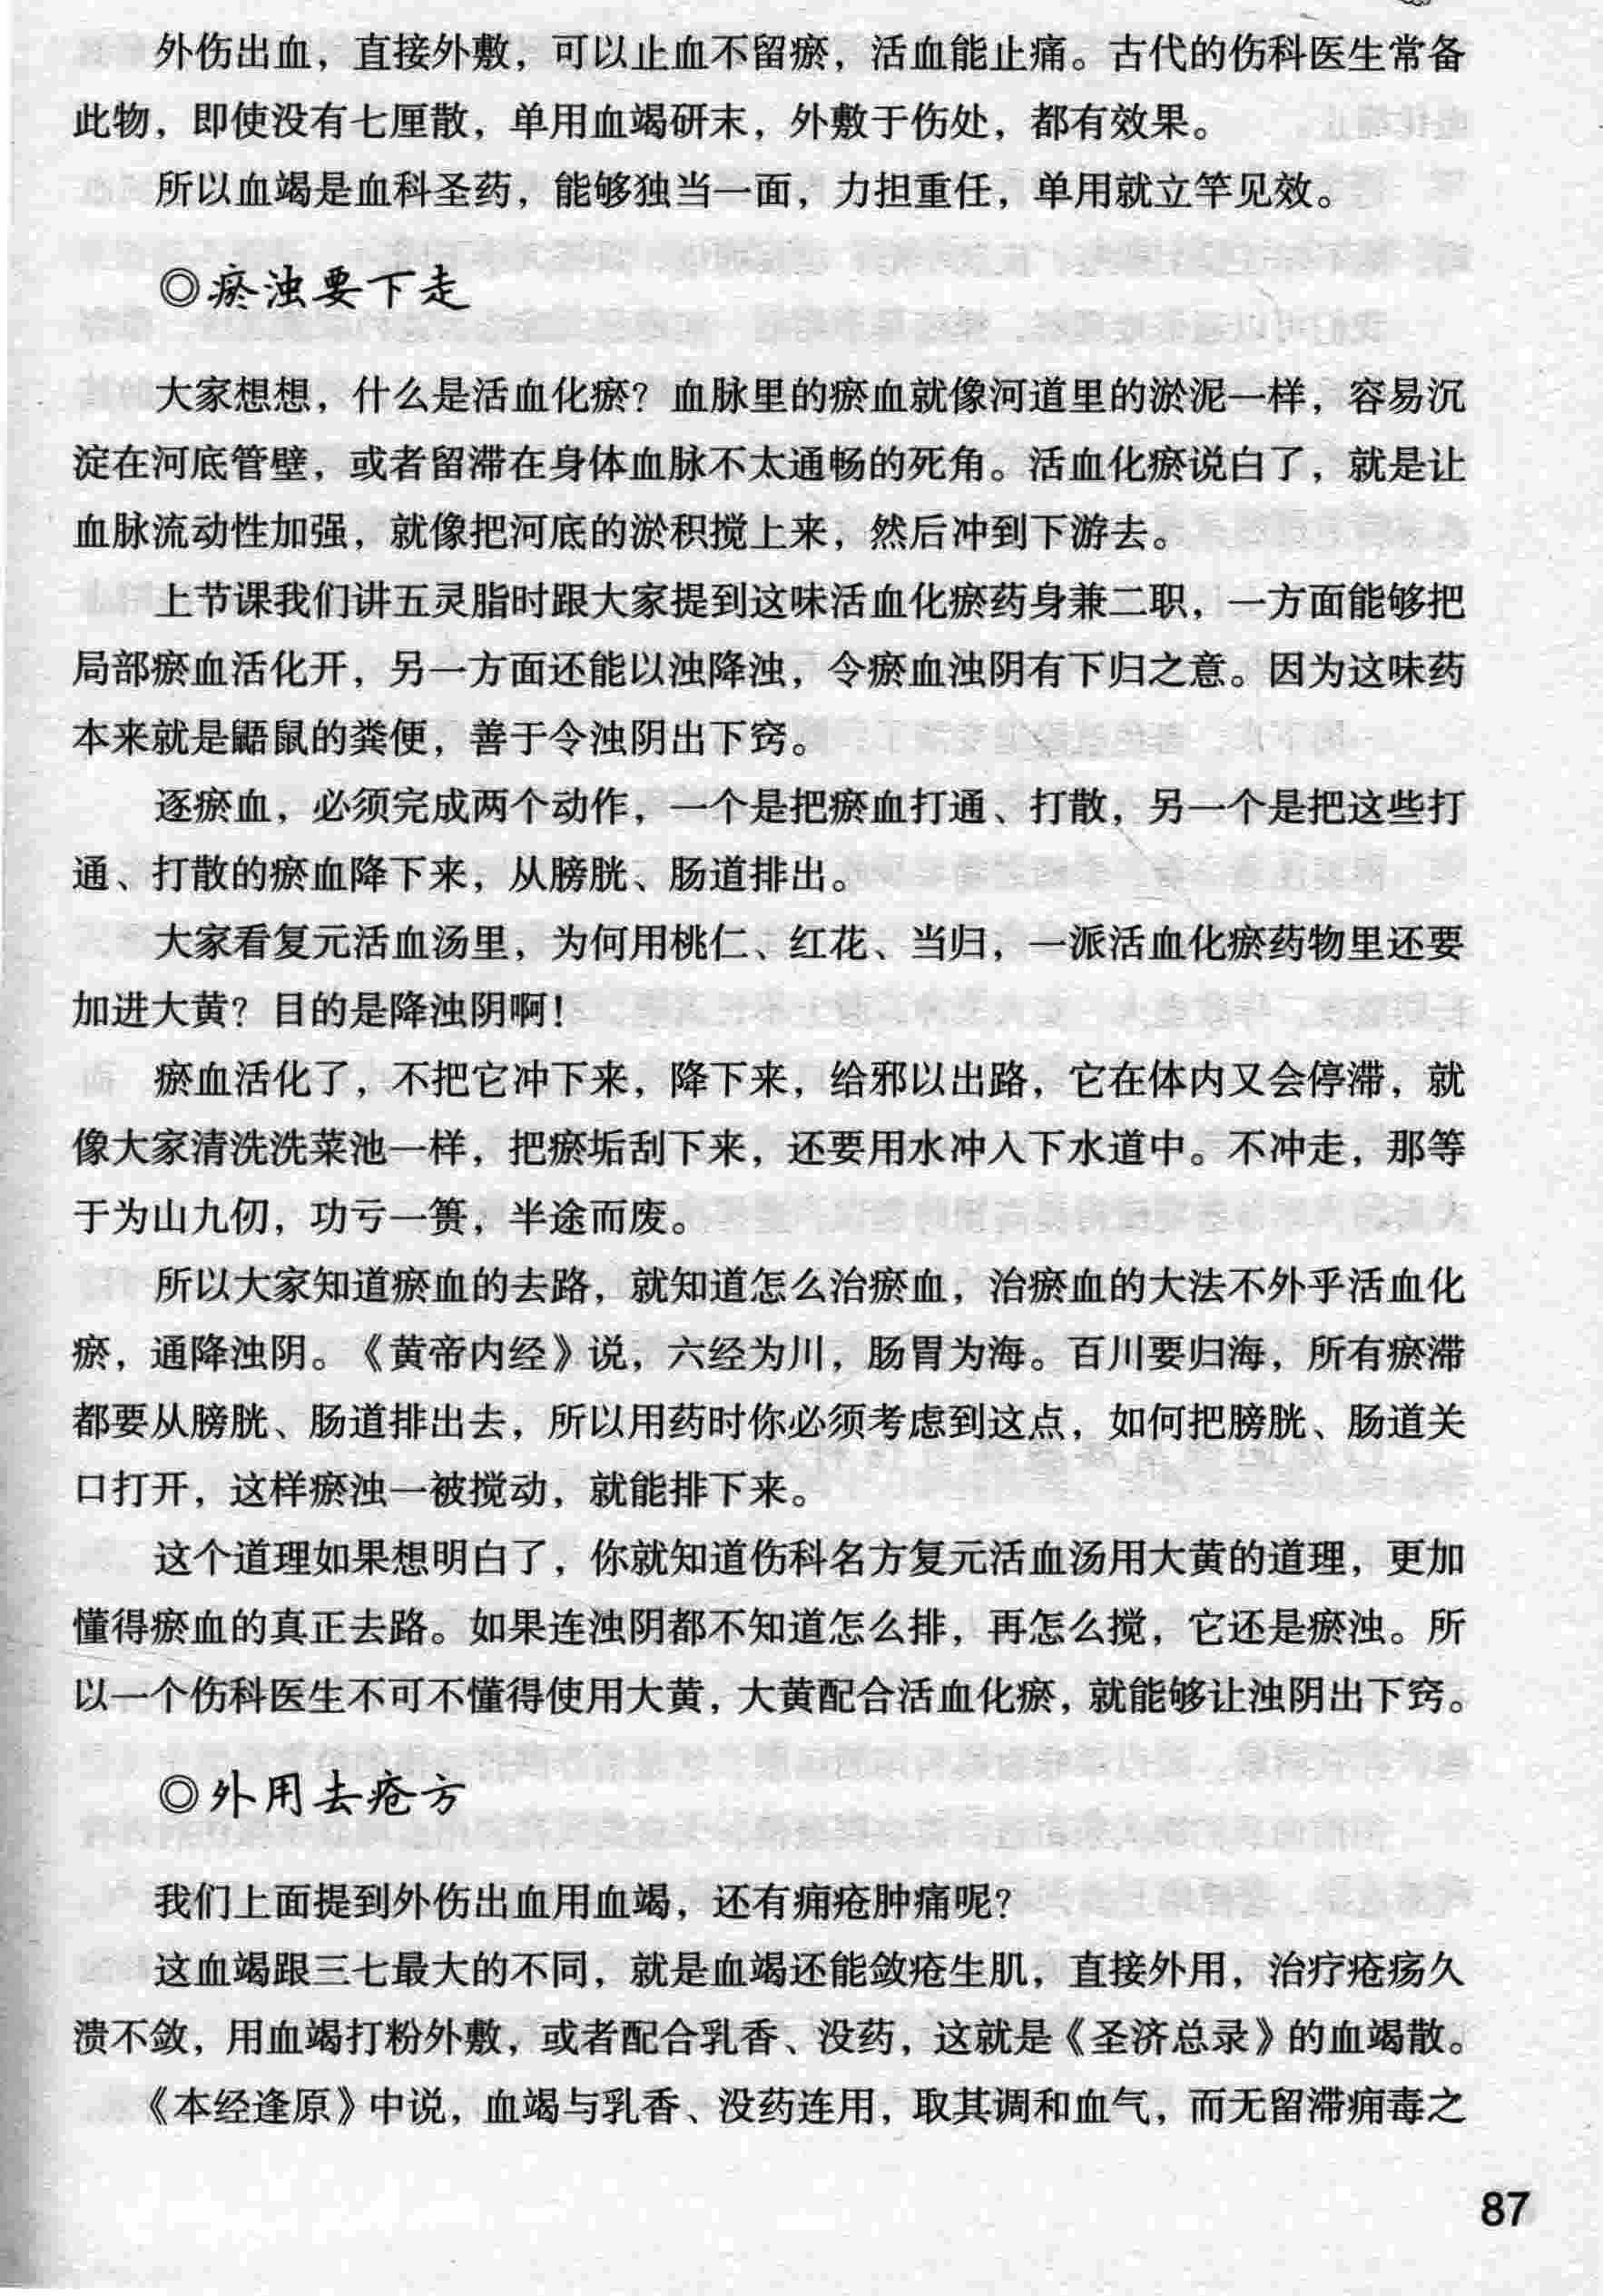 外伤出血，直接外敷，可以止血不留瘀，活血能止痛。古代的伤科医生常备
此物，即使没有七厘散，单用血竭研末，外敷于伤处，都有效果。
所以血竭是血科圣药，能够独当一面，力担重任，单用就立竿见效。
◎瘀浊要下走
大家想想，什么是活血化瘀？血脉里的瘀血就像河道里的淤泥一样，容易沉
淀在河底管壁，或者留滞在身体血脉不太通畅的死角。活血化瘀说白了，就是让
血脉流动性加强，就像把河底的淤积搅上来，然后冲到下游去。
上节课我们讲五灵脂时跟大家提到这味活血化瘀药身兼二职，一方面能够把
局部瘀血活化开，另一方面还能以浊降浊，令瘀血浊阴有下归之意。因为这味药
本来就是鼯鼠的粪便，善于令浊阴出下窍。
逐瘀血，必须完成两个动作，一个是把瘀血打通、打散，另一个是把这些打
通、打散的瘀血降下来，从膀胱、肠道排出。
大家看复元活血汤里，为何用桃仁、红花、当归，一派活血化瘀药物里还要
加进大黄？目的是降浊阴啊！
瘀血活化了，不把它冲下来，降下来，给邪以出路，它在体内又会停滞，就
像大家清洗洗菜池一样，把瘀垢刮下来，还要用水冲入下水道中。不冲走，那等
于为山九仞，功亏一篑，半途而废。
所以大家知道瘀血的去路，就知道怎么治瘀血，治瘀血的大法不外乎活血化
瘀，通降浊阴。《黄帝内经》说，六经为川，肠胃为海。百川要归海，所有瘀滞
都要从膀胱、肠道排出去，所以用药时你必须考虑到这点，如何把膀胱、肠道关
口打开，这样瘀浊一被搅动，就能排下来。
这个道理如果想明白了，你就知道伤科名方复元活血汤用大黄的道理，更加
懂得瘀血的真正去路。如果连浊阴都不知道怎么排，再怎么搅，它还是瘀浊。所
以一个伤科医生不可不懂得使用大黄，大黄配合活血化瘀，就能够让浊阴出下窍。
◎外用去疮方
我们上面提到外伤出血用血竭，还有痈疮肿痛呢？
这血竭跟三七最大的不同，就是血竭还能敛疮生肌，直接外用，治疗疮疡久
溃不敛，用血竭打粉外敷，或者配合乳香、没药，这就是《圣济总录》的血竭散。
《本经逢原》中说，血竭与乳香、没药连用，取其调和血气，而无留滞痈毒之
87